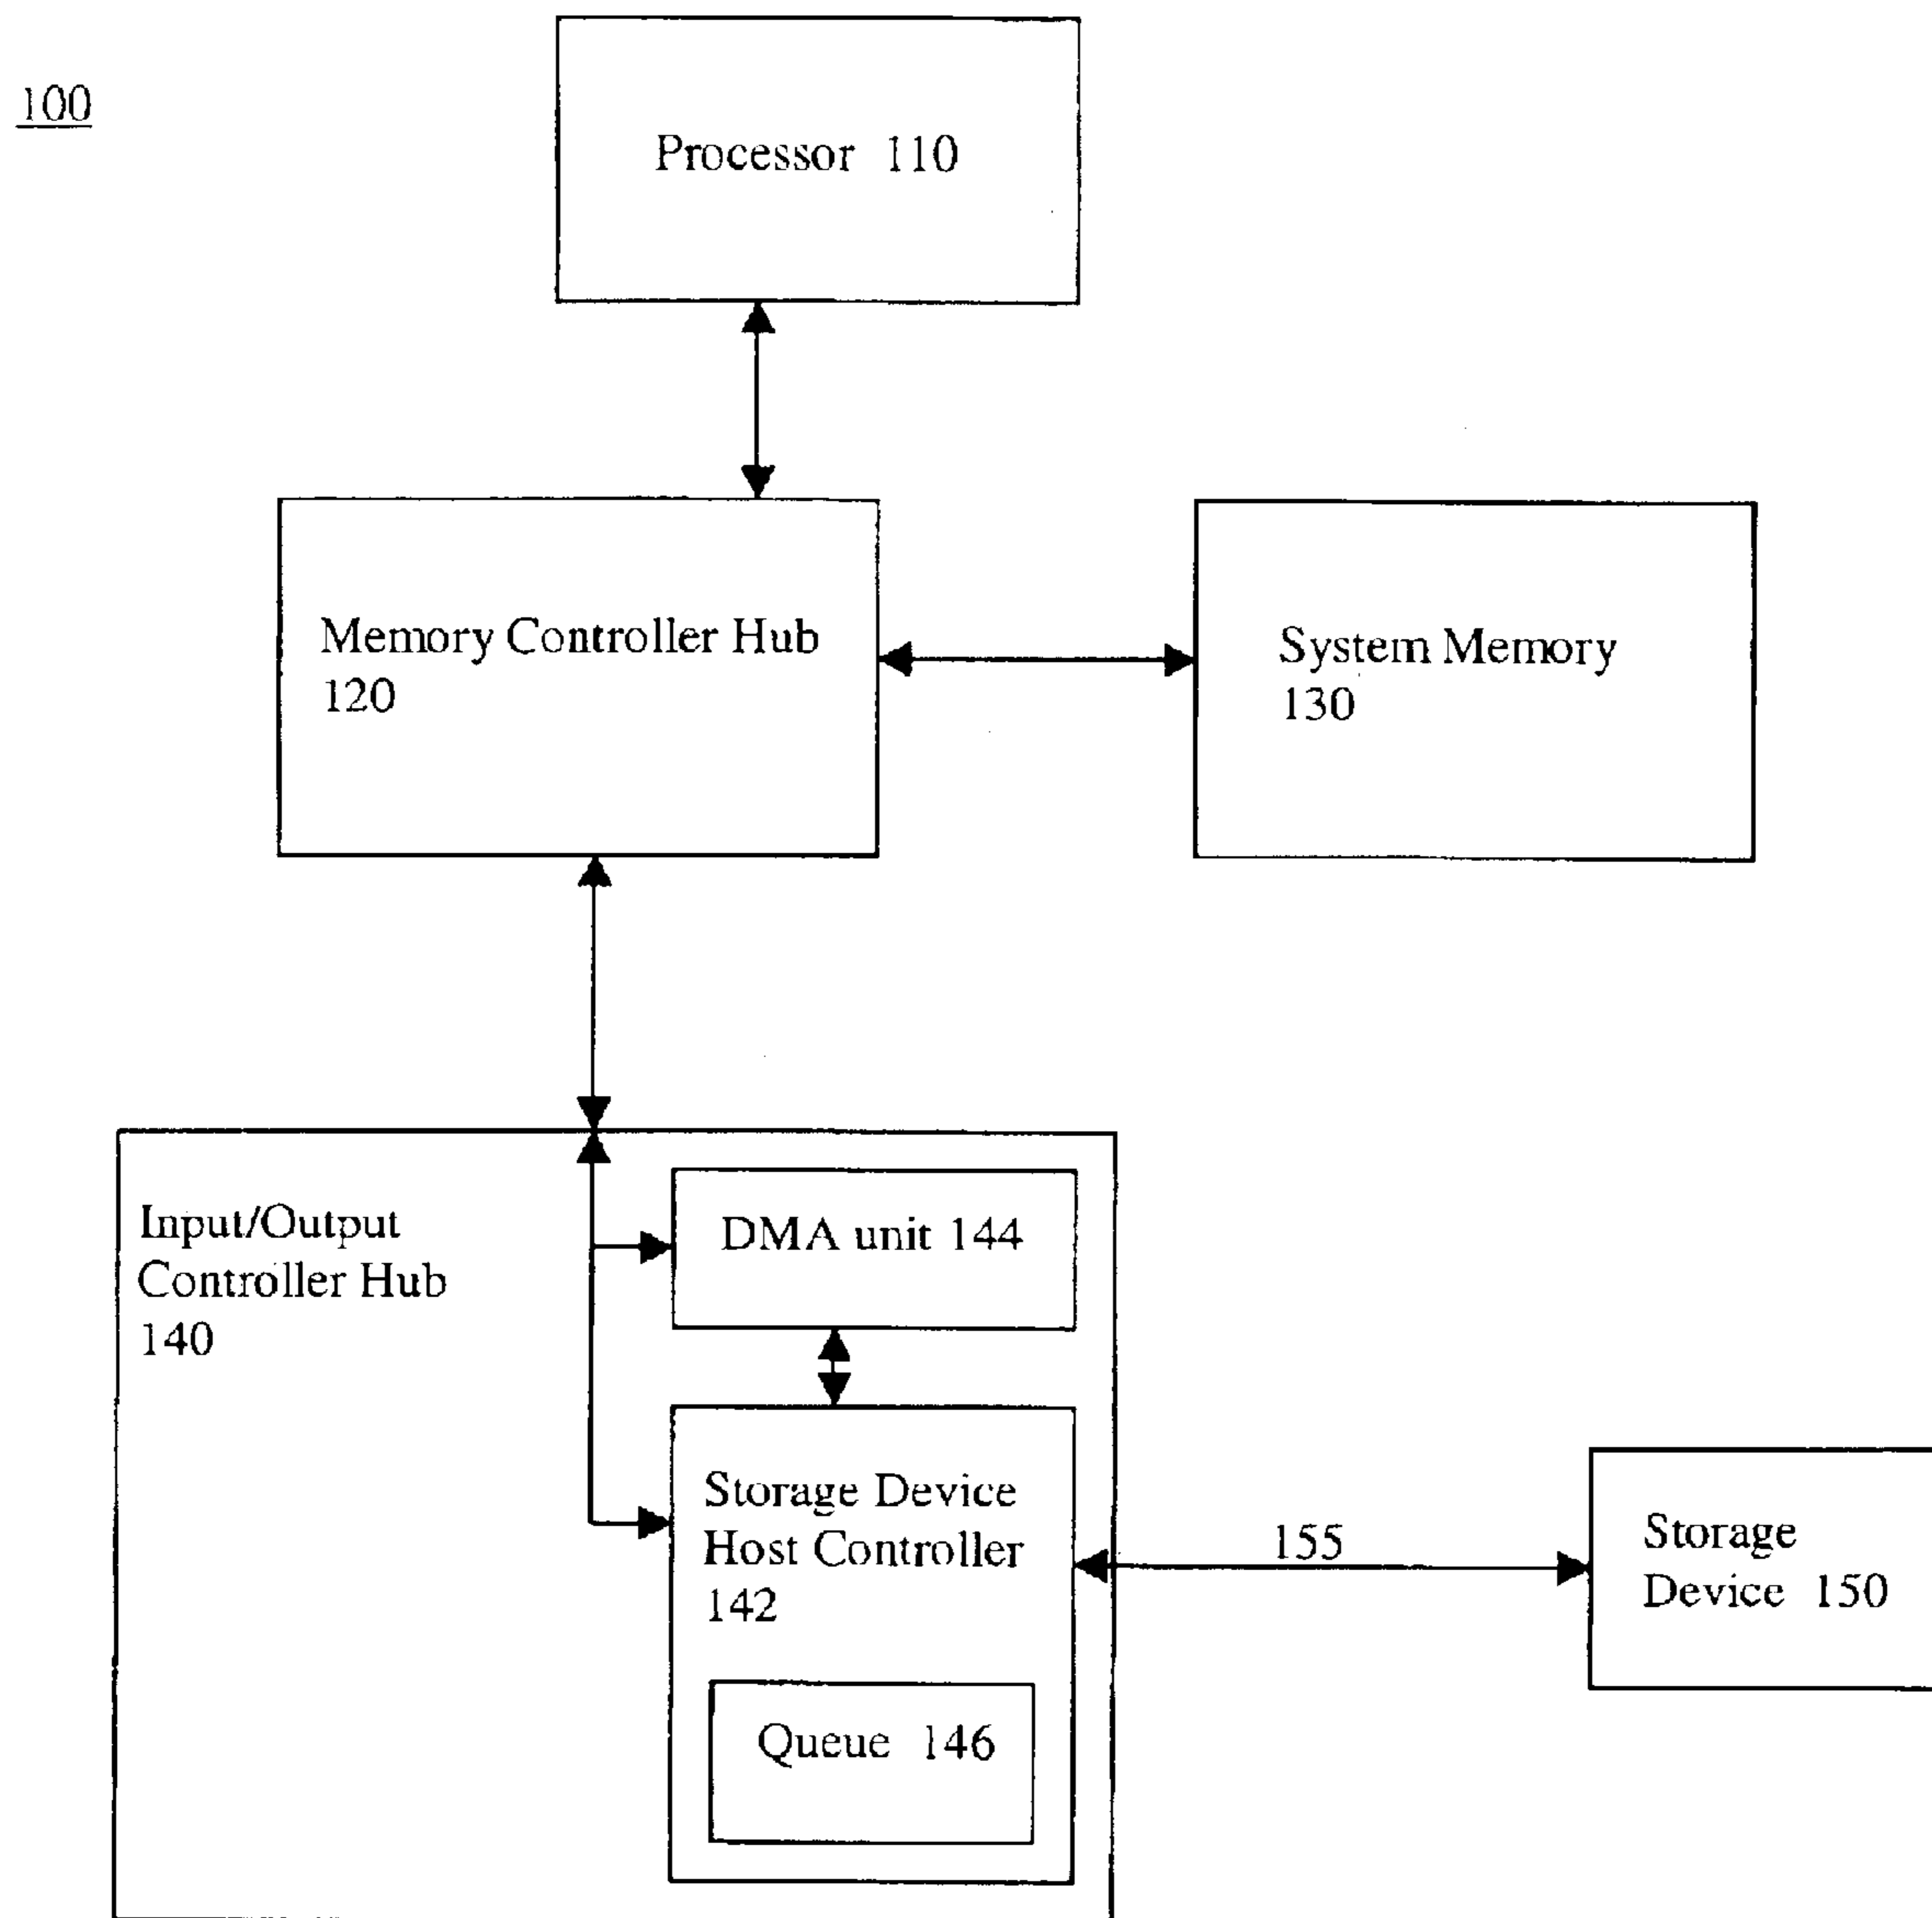 100
Processor 110
Memory Controller Hub
120
System Memory
130
Input/Output
Controller Hub
140
DMA unit 144
Storage Device
Host Controller
142
155
Storage
Device 150
Queue 146